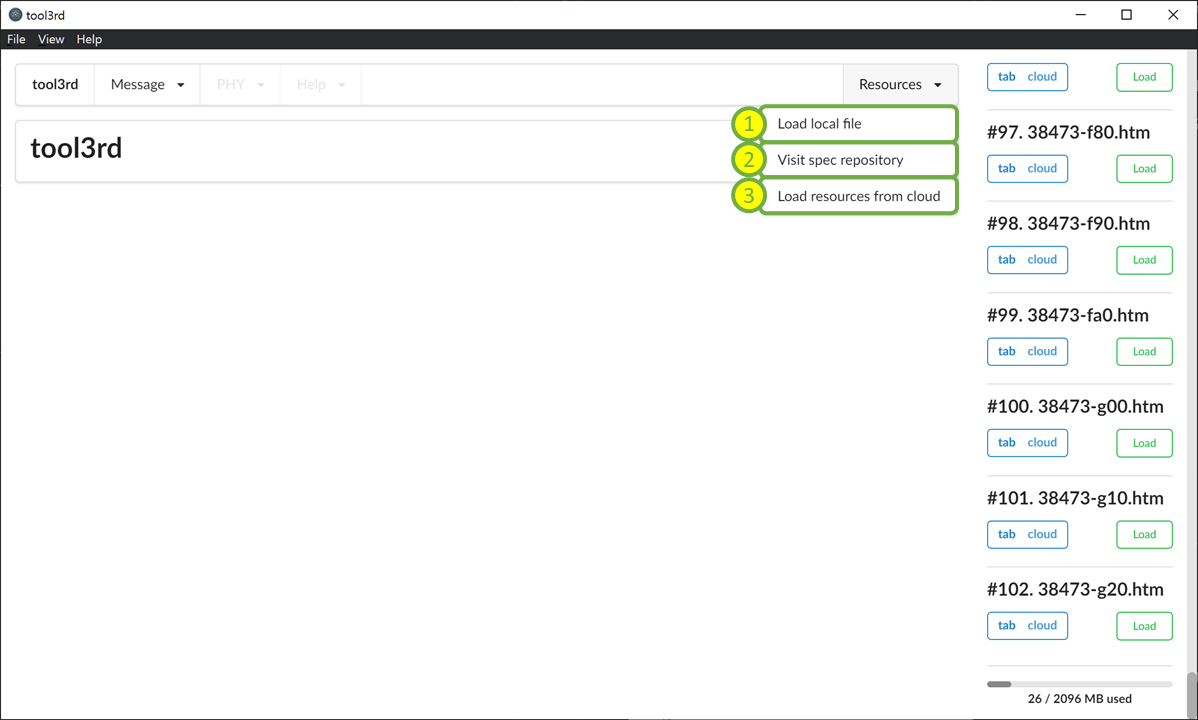 tool3rd
File View Help
tool3rd Message PHY Help Resources
tool3rd
1 Load local file
2 Visit spec repository
3 Load resources from cloud
tab cloud Load
#97. 38473-f80.htm
tab cloud Load
#98. 38473-f90.htm
tab cloud Load
#99. 38473-fa0.htm
tab cloud Load
#100. 38473-g00.htm
tab cloud Load
#101. 38473-g10.htm
tab cloud Load
#102. 38473-g20.htm
tab cloud Load
26 / 2096 MB used